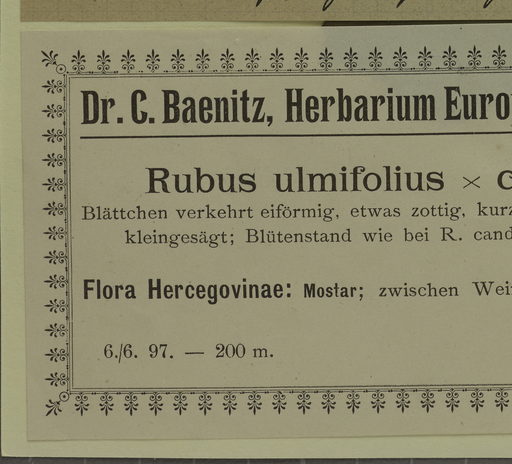 Dr. C. Baenitz, Herbarium Euro
Rubus ulmifolius × c
Blättchen verkehrt eiförmig, etwas zottig, kurz
kleingesägt; Blütenstand wie bei R. cand
Flora Hercegovinae: Mostar; zwischen Wei
6./6. 97. — 200 m.